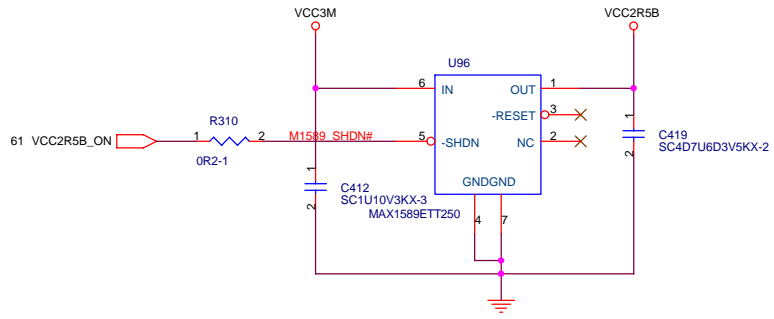 VCC3M
VCC2R5B
U96
6 IN OUT 1
-RESET 3
R310
61 VCC2R5B_ON 1 2 M1589_SHDN# 5 -SHDN NC 2
0R2-1
1
C419
SC4D7U6D3V5KX-2
2
GNDGND
1
C412
SC1U10V3KX-3
2
MAX1589ETT250
4 7